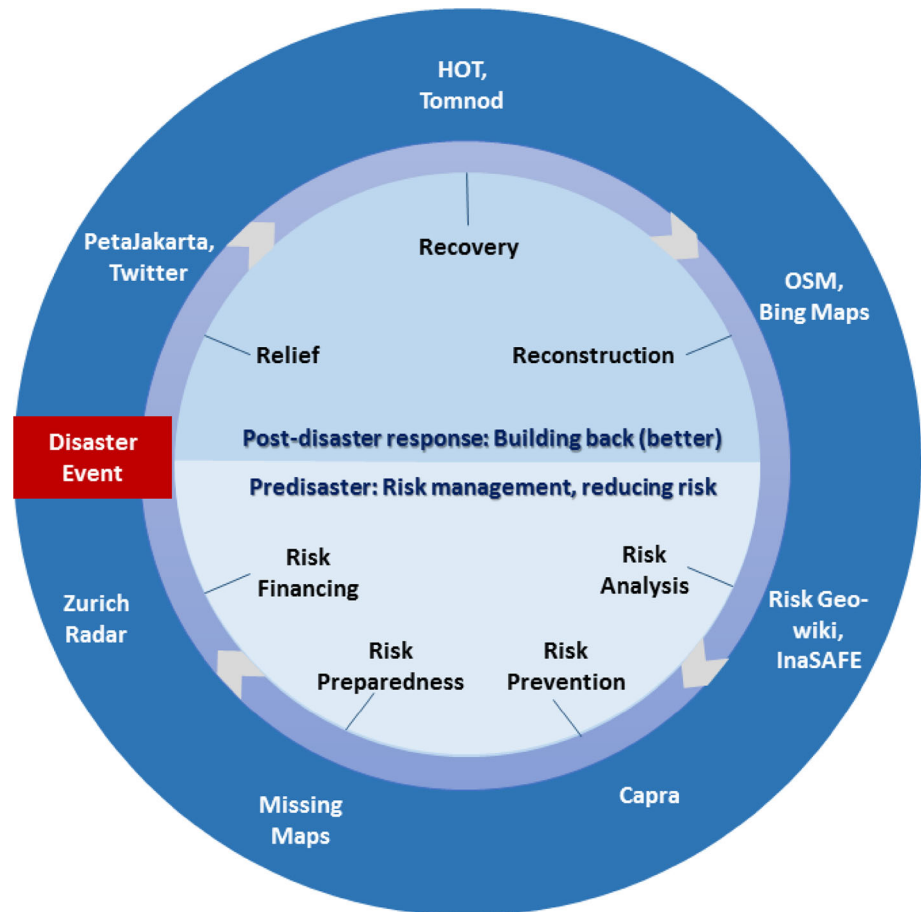 HOT,
Tomnod
PetaJakarta,
Twitter
Recovery
OSM,
Bing Maps
Relief
Reconstruction
Disaster
Event
Post-disaster response: Building back (better)
Predisaster: Risk management, reducing risk
Risk
Financing
Risk
Analysis
Zurich
Radar
Risk Geo-
wiki,
InaSAFE
Risk
Preparedness
Risk
Prevention
Missing
Maps
Capra